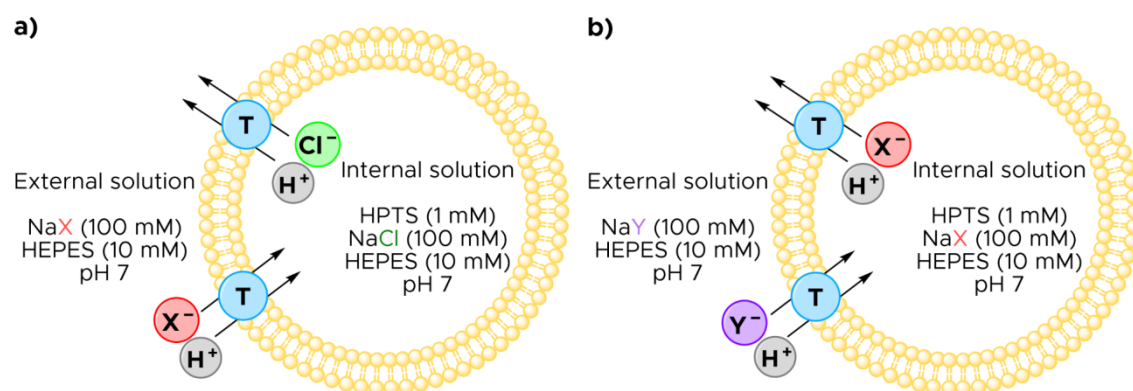 a)
T
Cl⁻
H⁺
External solution
NaX (100 mM)
HEPES (10 mM)
pH 7
Internal solution
HPTS (1 mM)
NaCl (100 mM)
HEPES (10 mM)
pH 7
T
X⁻
H⁺
b)
T
X⁻
H⁺
External solution
NaY (100 mM)
HEPES (10 mM)
pH 7
Internal solution
HPTS (1 mM)
NaX (100 mM)
HEPES (10 mM)
pH 7
T
Y⁻
H⁺